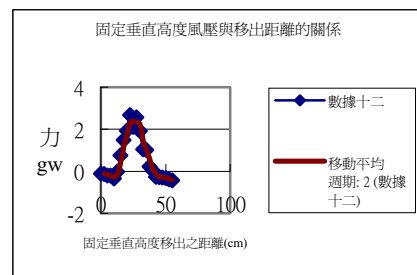 固定垂直高度風壓與移出距離的關係
4
2
0
-2
力
gw
0
50
100
固定垂直高度移出之距離(cm)
數據十二
移動平均
週期: 2 (數據
十二)